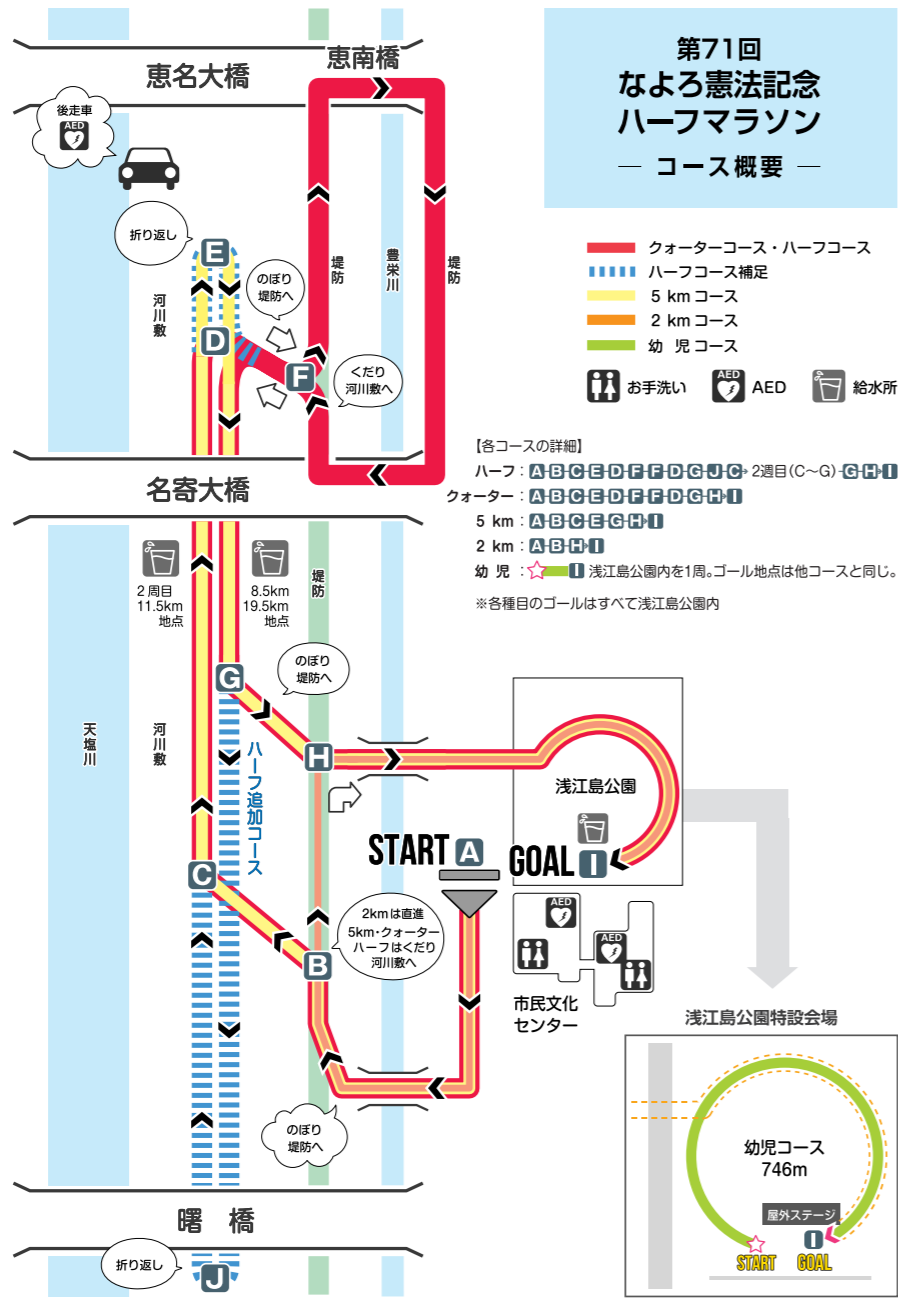 第71回
なよろ憲法記念
ハーフマラソン
― コース概要 ―
恵名大橋
恵南橋
後走車
AED
折り返し
E
のぼり
堤防へ
堤防
豊栄川
堤防
河川敷
D
F
くだり
河川敷へ
クォーターコース・ハーフコース
ハーフコース補足
5 kmコース
2 kmコース
幼 児 コース
お手洗い
AED
AED
給水所
【各コースの詳細】
ハーフ：A-B-C-E-D-F-F-D-G-J-C→ 2週目(C～G)-G-H→I
クォーター：A-B-C-E-D-F-F-D-G-H→I
5 km：A-B-C-E-G-H→I
2 km：A-B-H→I
幼 児：☆I 浅江島公園内を1周。ゴール地点は他コースと同じ。
※各種目のゴールはすべて浅江島公園内
名寄大橋
2周目
11.5km
地点
8.5km
19.5km
地点
堤防
G
のぼり
堤防へ
天塩川
河川敷
ハーフ追加コース
H
浅江島公園
START A
GOAL I
C
B
2kmは直進
5km・クォーター
ハーフはくだり
河川敷へ
AED
AED
市民文化
センター
のぼり
堤防へ
曙 橋
折り返し
J
浅江島公園特設会場
幼児コース
746m
屋外ステージ
I
START
GOAL